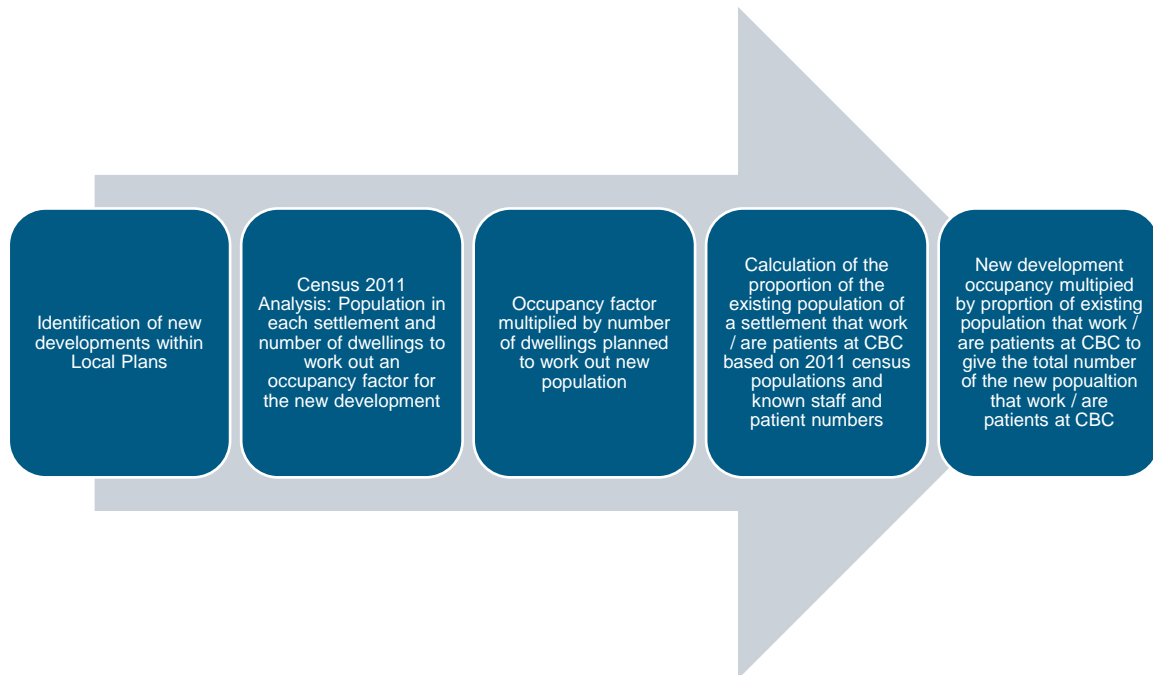 Identification of new
developments within
Local Plans
Census 2011
Analysis: Population in
each settlement and
number of dwellings to
work out an
occupancy factor for
the new development
Occupancy factor
multiplied by number
of dwellings planned
to work out new
population
Calculation of the
proportion of the
existing population of
a settlement that work
/ are patients at CBC
based on 2011 census
populations and
known staff and
patient numbers
New development
occupancy multipied
by proprtion of existing
population that work /
are patients at CBC to
give the total number
of the new popualtion
that work / are
patients at CBC